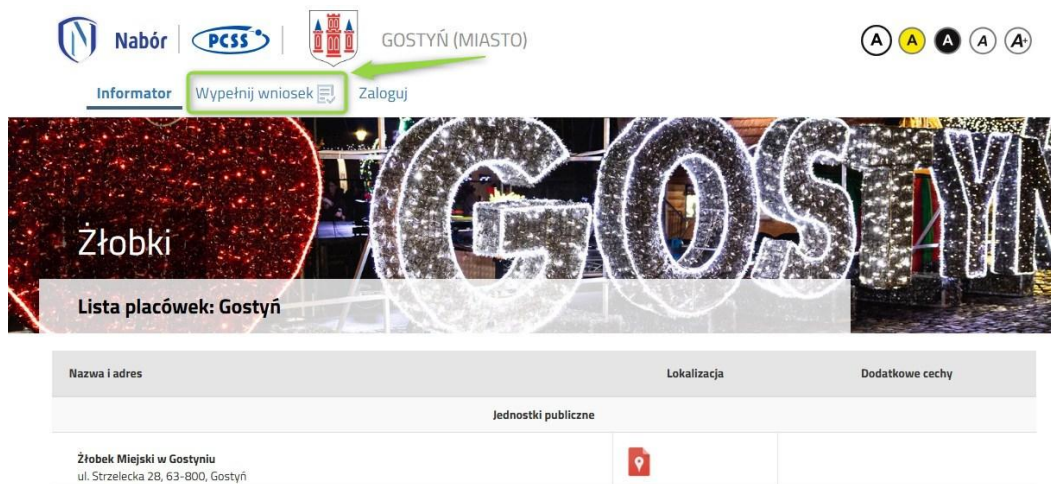 Nabór PCSS GOSTYŃ (MIASTO) A A A A A+
Informator Wypełnij wniosek Zaloguj
GOSTYN
Żłobki
Lista placówek: Gostyń
Nazwa i adres Lokalizacja Dodatkowe cechy
Jednostki publiczne
Żłobek Miejski w Gostyniu
ul. Strzelecka 28, 63-800, Gostyń